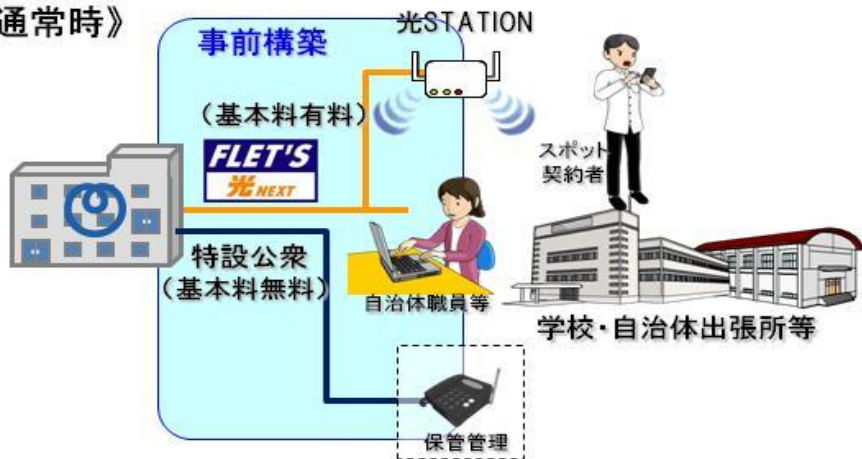 通常時》
光STATION
事前構築
(基本料有料)
FLET'S
光NEXT
スポット
契約者
特設公衆
(基本料無料)
自治体職員等
学校・自治体出張所等
保管管理